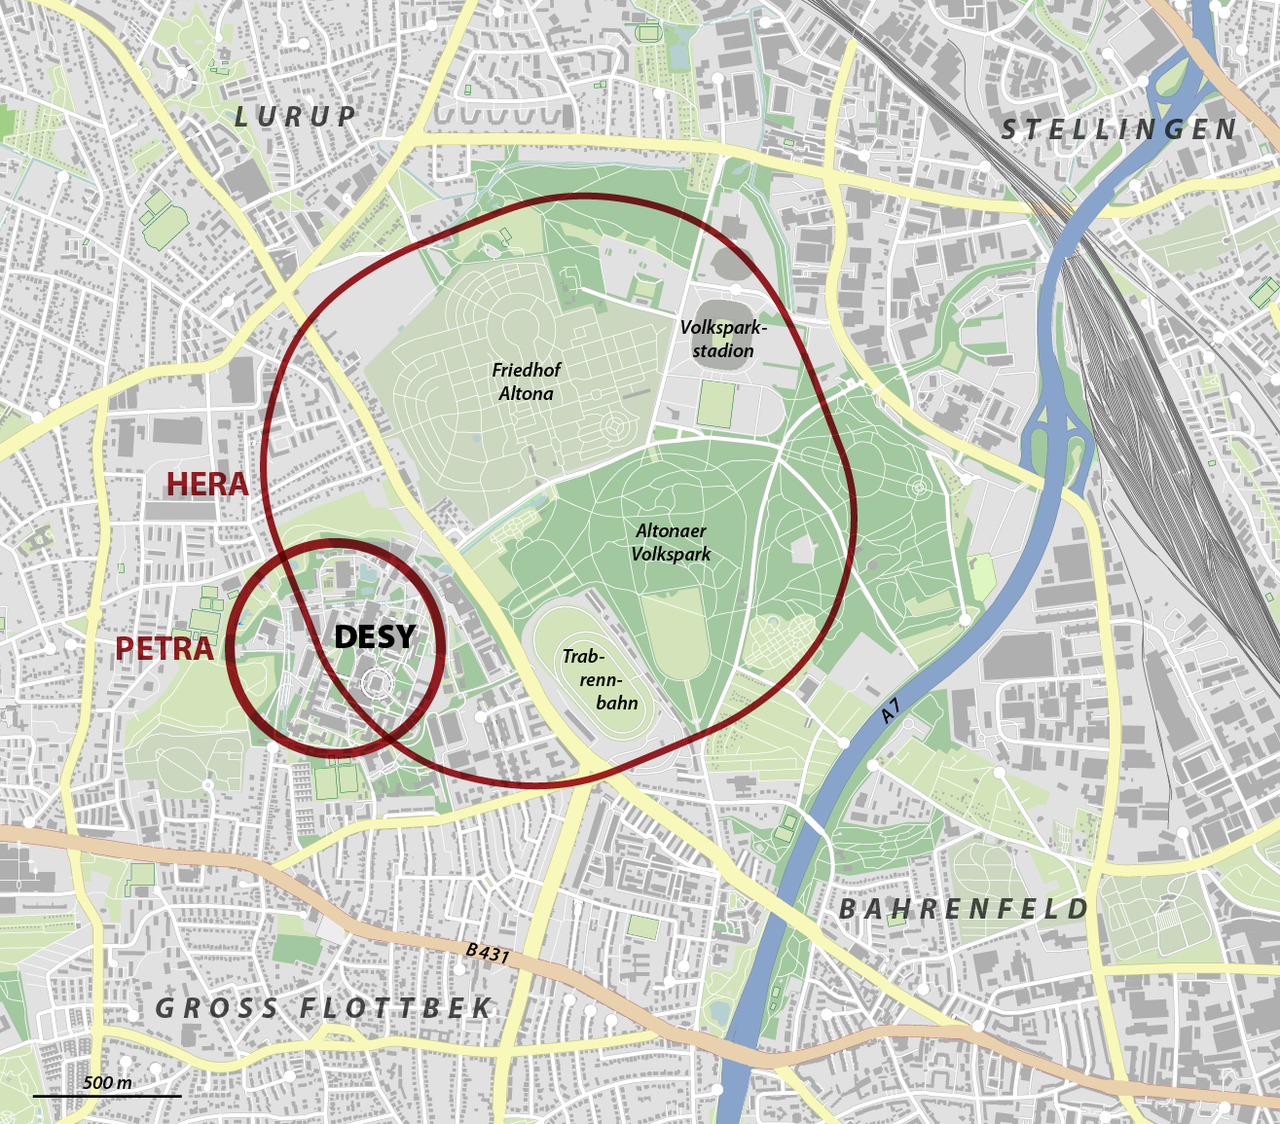 LURUP
STELLINGEN
Volkspark-
stadion
Friedhof
Altona
HERA
Altonaer
Volkspark
PETRA
DESY
Trab-
renn-
bahn
A7
BAHRENFELD
B431
GROSS FLOTTBEK
500 m